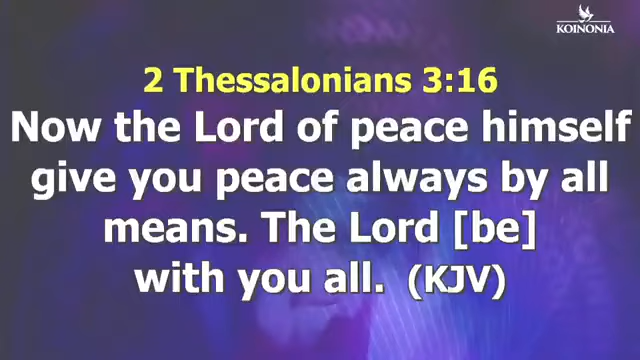 KOINONIA
2 Thessalonians 3:16
Now the Lord of peace himself
give you peace always by all
means. The Lord [be]
with you all. (KJV)